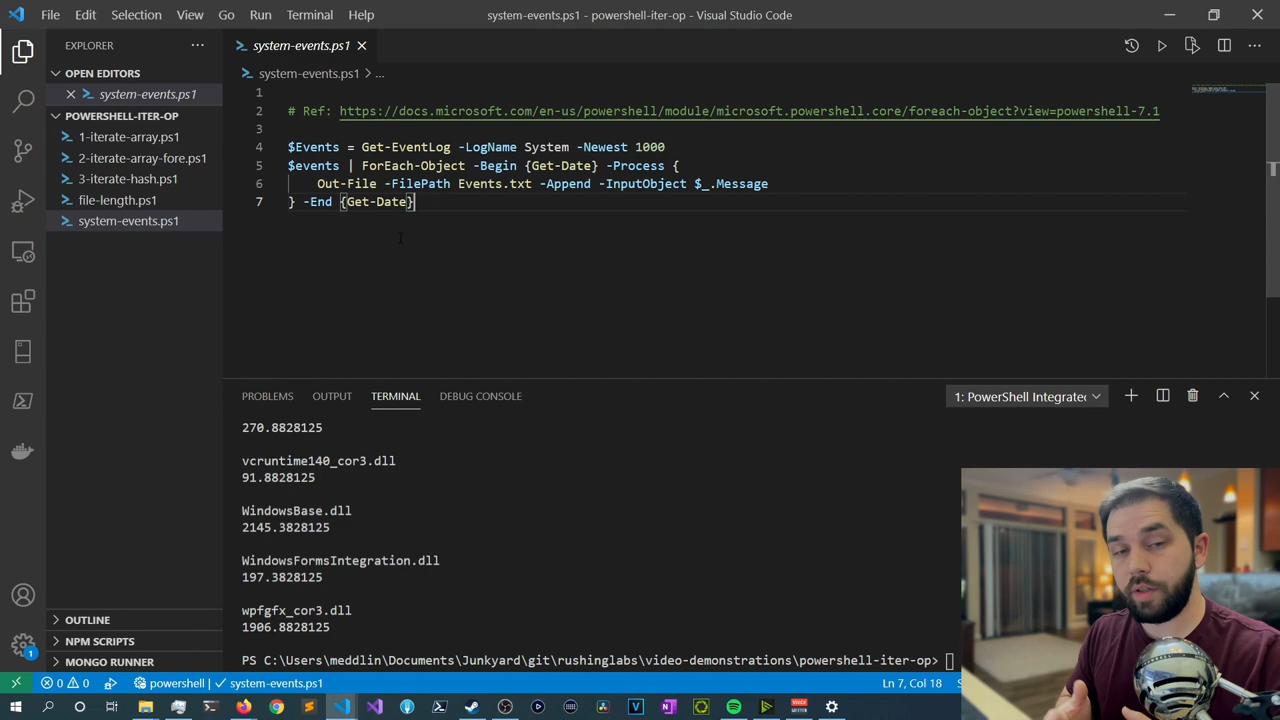 File Edit Selection View Go Run Terminal Help
system-events.ps1 - powershell-iter-op - Visual Studio Code
EXPLORER
OPEN EDITORS
system-events.ps1
POWERSHELL-ITER-OP
1-iterate-array.ps1
2-iterate-array-fore.ps1
3-iterate-hash.ps1
file-length.ps1
system-events.ps1
OUTLINE
NPM SCRIPTS
MONGO RUNNER
system-events.ps1
system-events.ps1 > ...
1
2 # Ref: https://docs.microsoft.com/en-us/powershell/module/microsoft.powershell.core/foreach-object?view=powershell-7.1
3
4 $Events = Get-EventLog -LogName System -Newest 1000
5 $events | ForEach-Object -Begin {Get-Date} -Process {
6 Out-File -FilePath Events.txt -Append -InputObject $_.Message
7 } -End {Get-Date}
PROBLEMS OUTPUT TERMINAL DEBUG CONSOLE
1: PowerShell Integrated
270.8828125
vcruntime140_cor3.dll
91.8828125
WindowsBase.dll
2145.3828125
WindowsFormsIntegration.dll
197.3828125
wpfgfx_cor3.dll
1906.8828125
PS C:\Users\meddlin\Documents\Junkyard\git\rushinglabs\video-demonstrations\powershell-iter-op>
1
0 0 powershell | system-events.ps1 Ln 7, Col 18